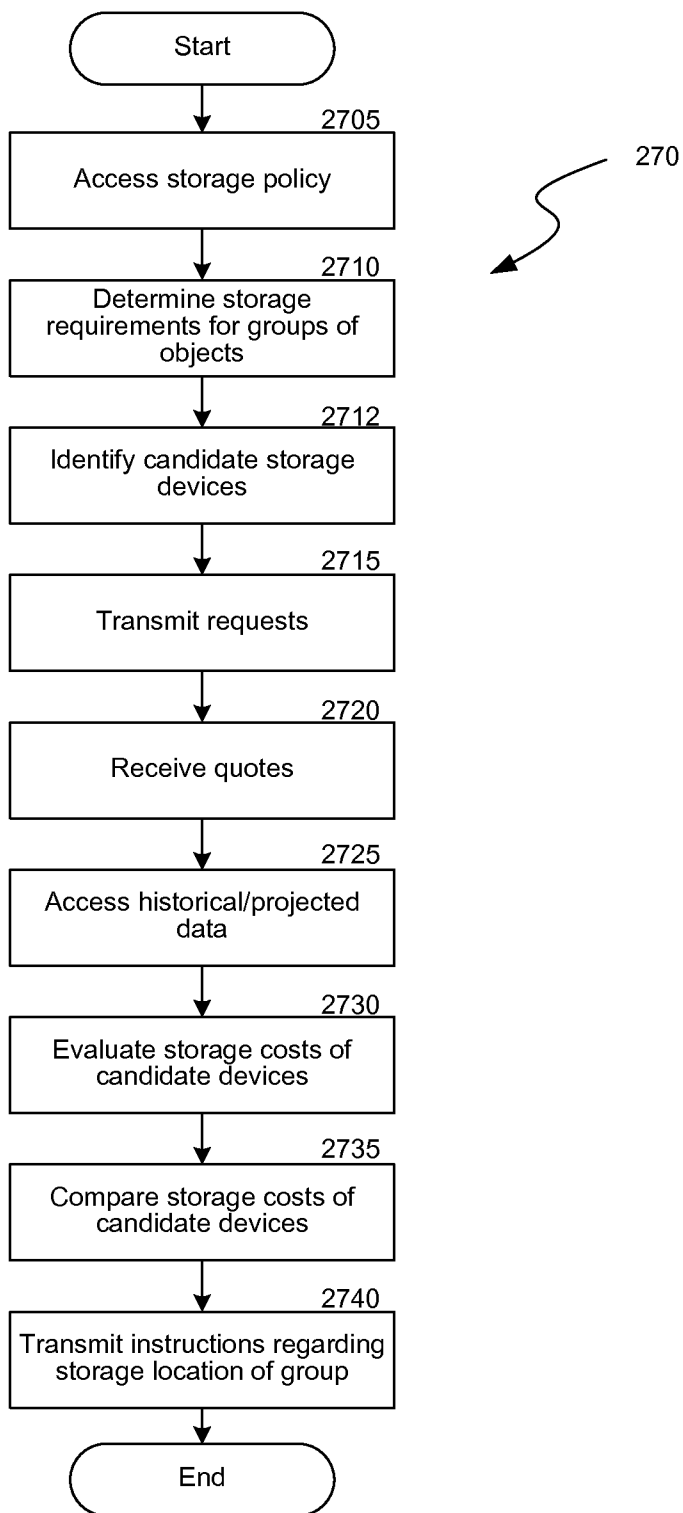 Start
2705
Access storage policy
270
2710
Determine storage
requirements for groups of
objects
2712
Identify candidate storage
devices
2715
Transmit requests
2720
Receive quotes
2725
Access historical/projected
data
2730
Evaluate storage costs of
candidate devices
2735
Compare storage costs of
candidate devices
2740
Transmit instructions regarding
storage location of group
End